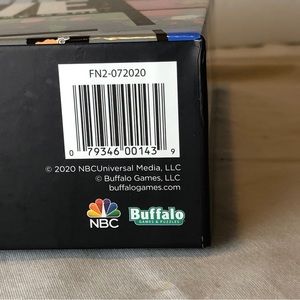 FN2-072020
0 79346 00143 9
© 2020 NBCUniversal Media, LLC
© Buffalo Games, LLC
buffalogames.com
NBC
Buffalo
GAMES & PUZZLES